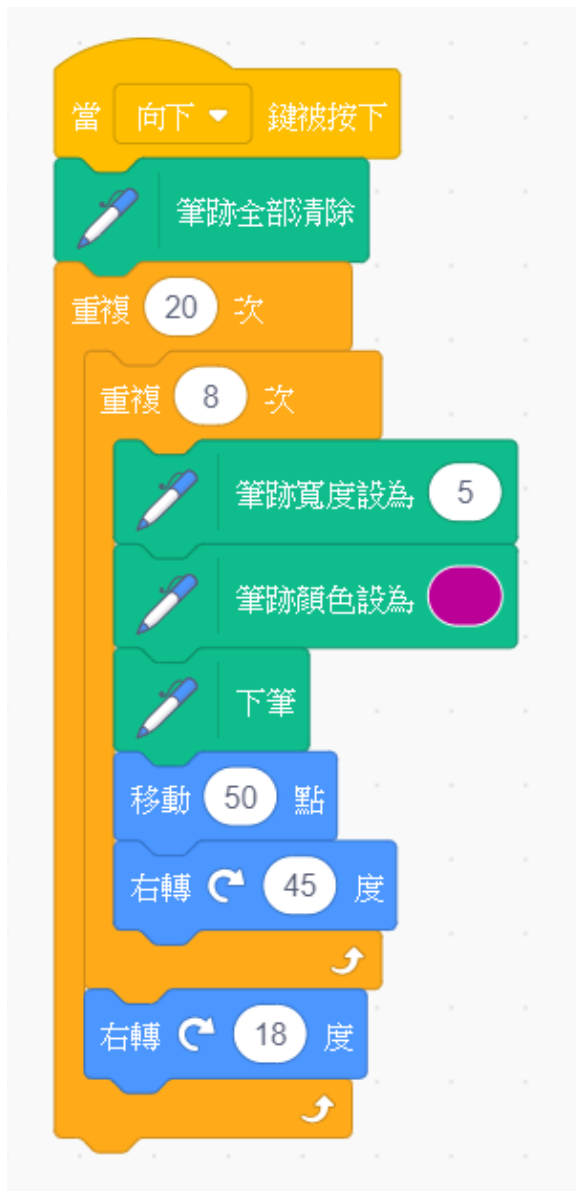 當 向下 鍵被按下
筆跡全部清除
重複 20 次
重複 8 次
筆跡寬度設為 5
筆跡顏色設為
下筆
移動 50 點
右轉 45 度
右轉 18 度